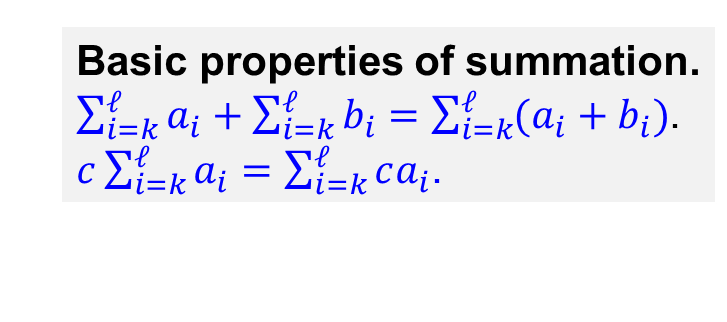 Basic properties of summation.
∑_{i=k}^{ℓ} a_i + ∑_{i=k}^{ℓ} b_i = ∑_{i=k}^{ℓ}(a_i + b_i).
c ∑_{i=k}^{ℓ} a_i = ∑_{i=k}^{ℓ} ca_i.